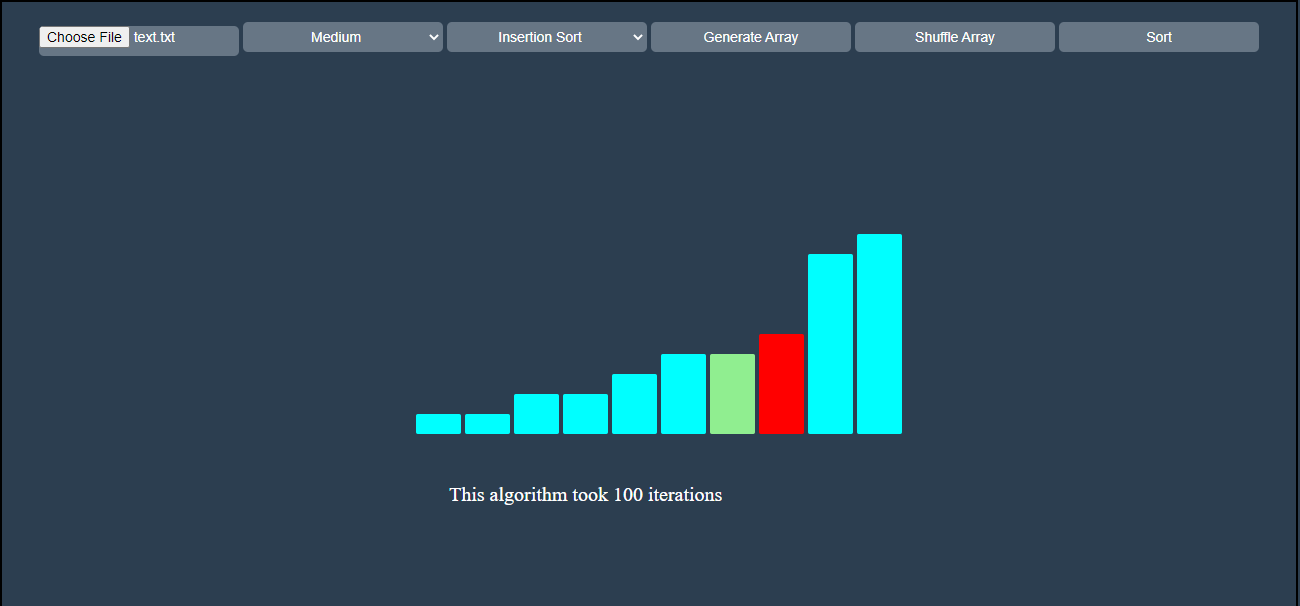 Choose File text.txt Medium Insertion Sort Generate Array Shuffle Array Sort
This algorithm took 100 iterations